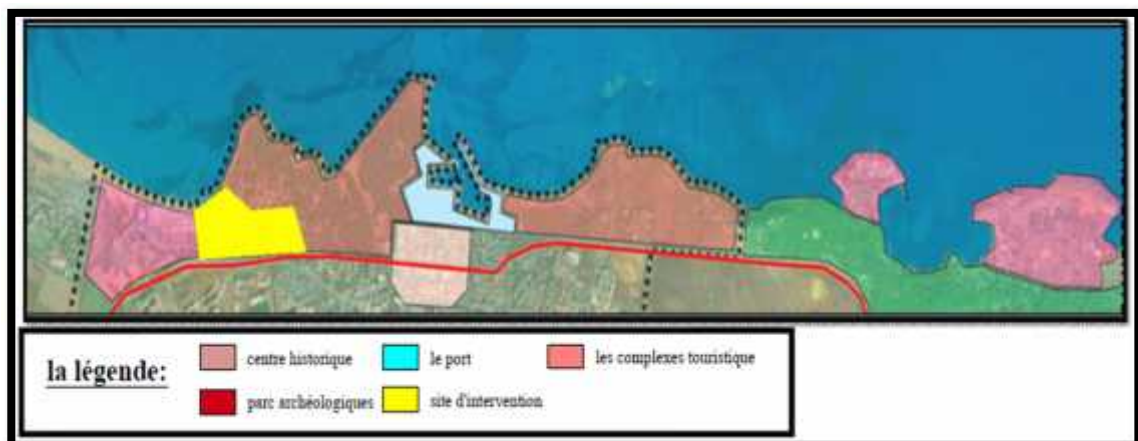 la légende:
centre historique
le port
les complexes touristique
parc archéologiques
site d'intervention